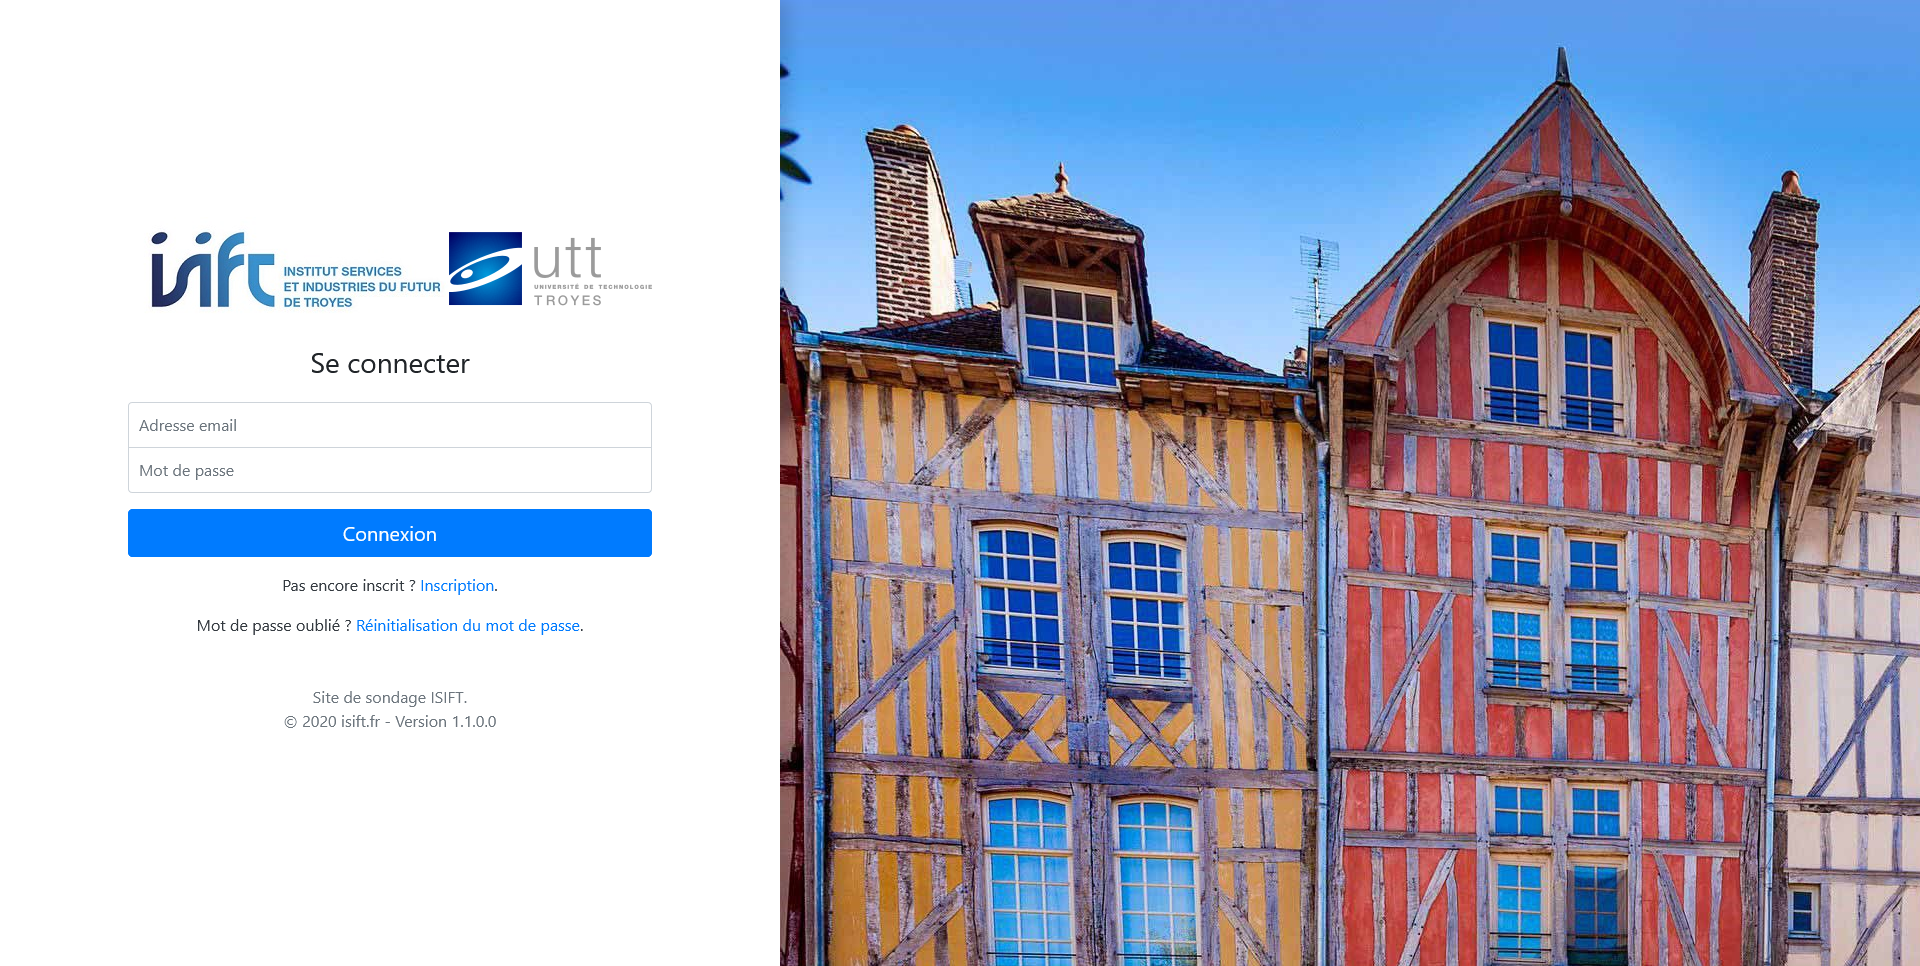 isift
INSTITUT SERVICES
ET INDUSTRIES DU FUTUR
DE TROYES
utt
UNIVERSITÉ DE TECHNOLOGIE
TROYES
Se connecter
Adresse email
Mot de passe
Connexion
Pas encore inscrit ? Inscription.
Mot de passe oublié ? Réinitialisation du mot de passe.
Site de sondage ISIFT.
© 2020 isift.fr - Version 1.1.0.0